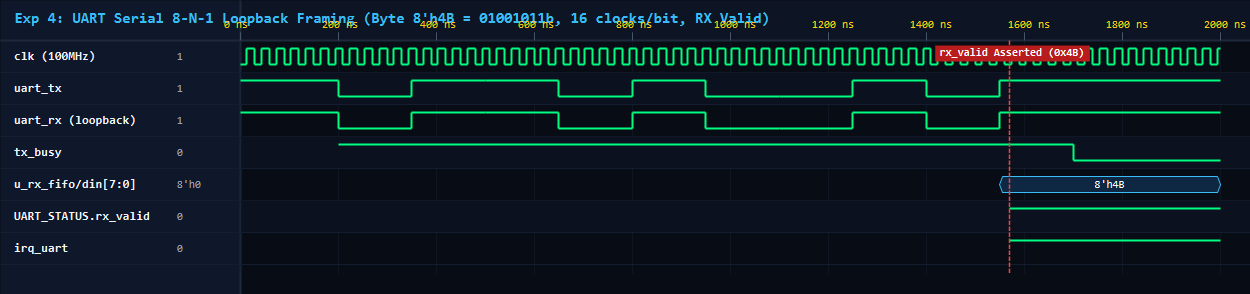 Exp 4: UART Serial 8-N-1 Loopback Framing (Byte 8'h4B = 01001011b, 16 clocks/bit, RX Valid)
0 ns 200 ns 400 ns 600 ns 800 ns 1000 ns 1200 ns 1400 ns 1600 ns 1800 ns 2000 ns
clk (100MHz) 1
rx_valid Asserted (0x4B)
uart_tx 1
uart_rx (loopback) 1
tx_busy 0
u_rx_fifo/din[7:0] 8'h0
8'h4B
UART_STATUS.rx_valid 0
irq_uart 0